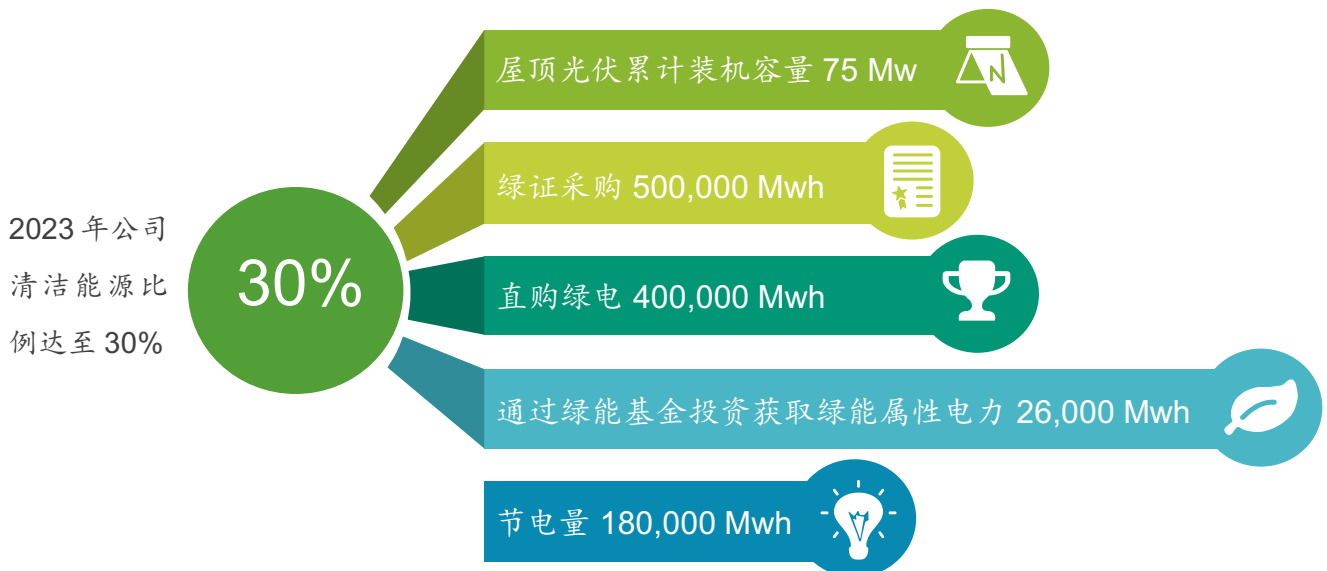 2023 年公司
清洁能源比
例达至 30%
30%
屋顶光伏累计装机容量 75 Mw
绿证采购 500,000 Mwh
直购绿电 400,000 Mwh
通过绿能基金投资获取绿能属性电力 26,000 Mwh
节电量 180,000 Mwh